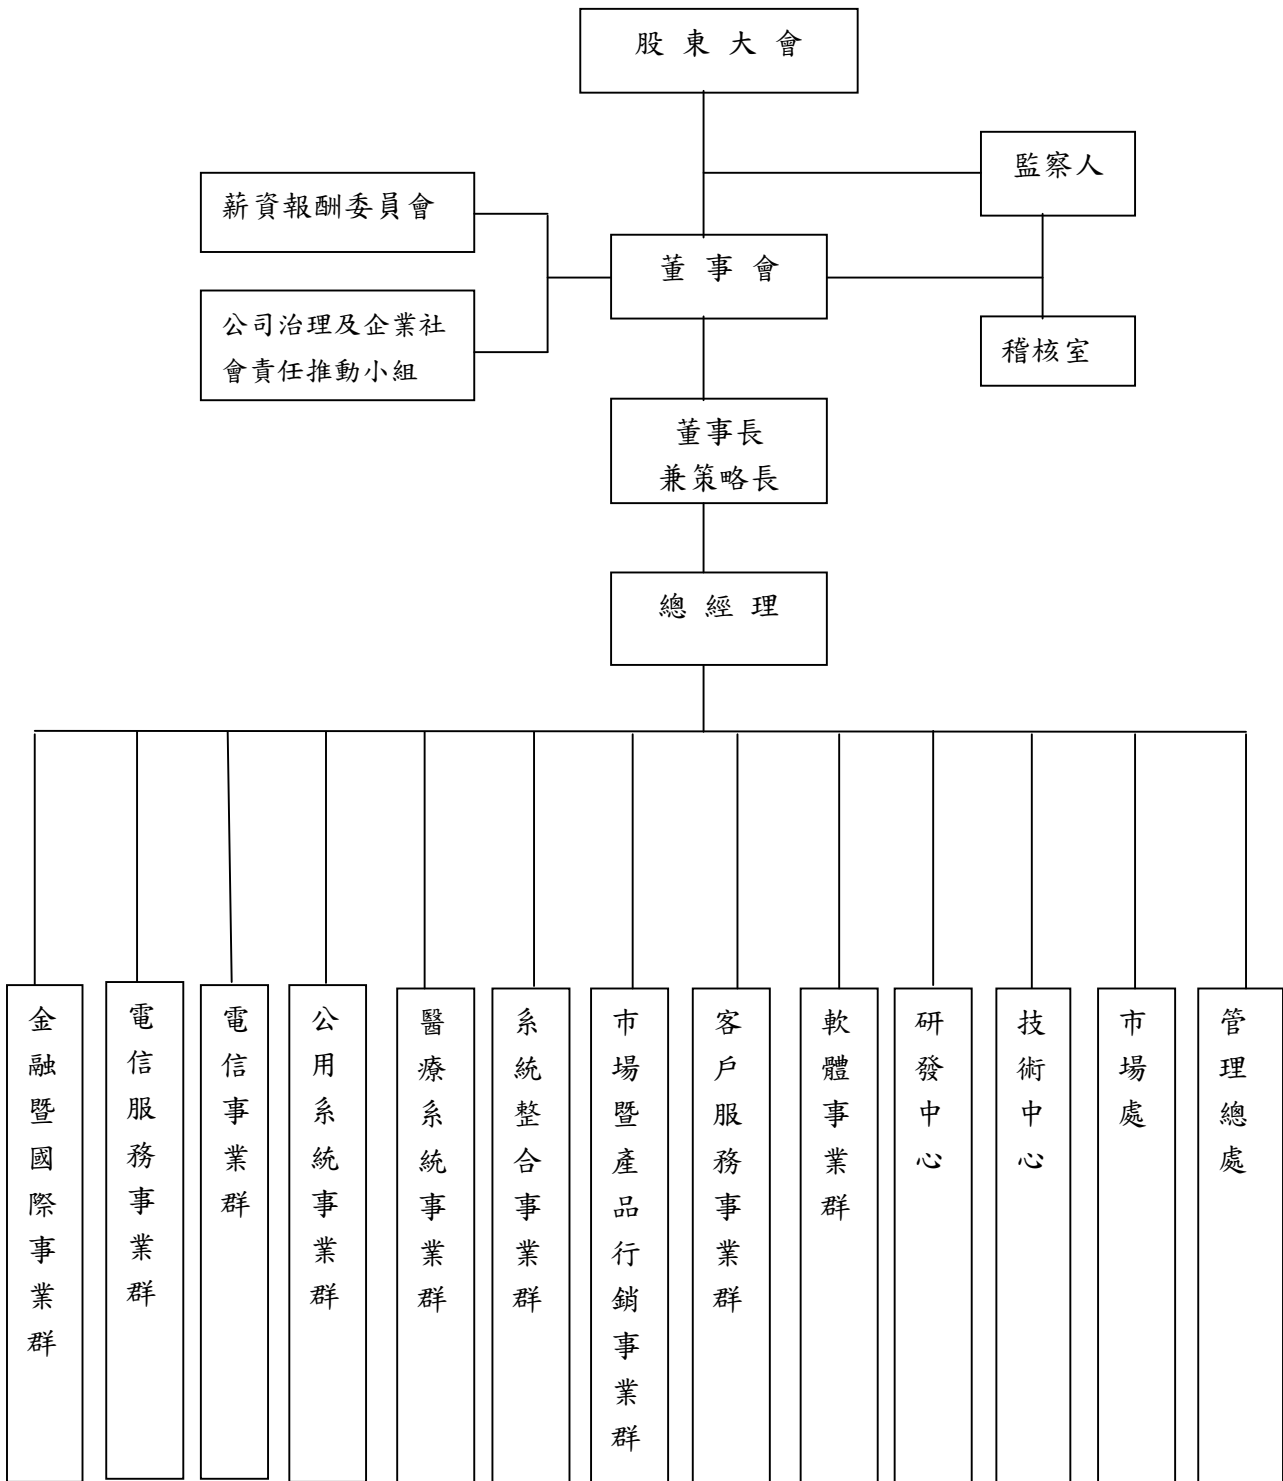 股東大會
監察人
薪資報酬委員會
董事會
公司治理及企業社
會責任推動小組
稽核室
董事長
兼策略長
總經理
金融暨國際事業群
電信服務事業群
電信事業群
公用系統事業群
醫療系統事業群
系統整合事業群
市場暨產品行銷事業群
客戶服務事業群
軟體事業群
研發中心
技術中心
市場處
管理總處